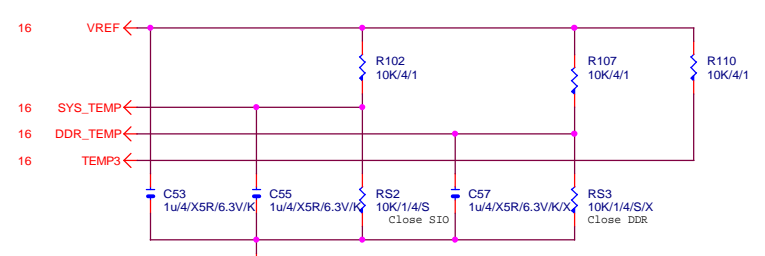 16 VREF
R102
10K/4/1
R107
10K/4/1
R110
10K/4/1
16 SYS_TEMP
16 DDR_TEMP
16 TEMP3
C53
1u/4/X5R/6.3V/K
C55
1u/4/X5R/6.3V/K
RS2
10K/1/4/S
Close SIO
C57
1u/4/X5R/6.3V/K/X
RS3
10K/1/4/S/X
Close DDR